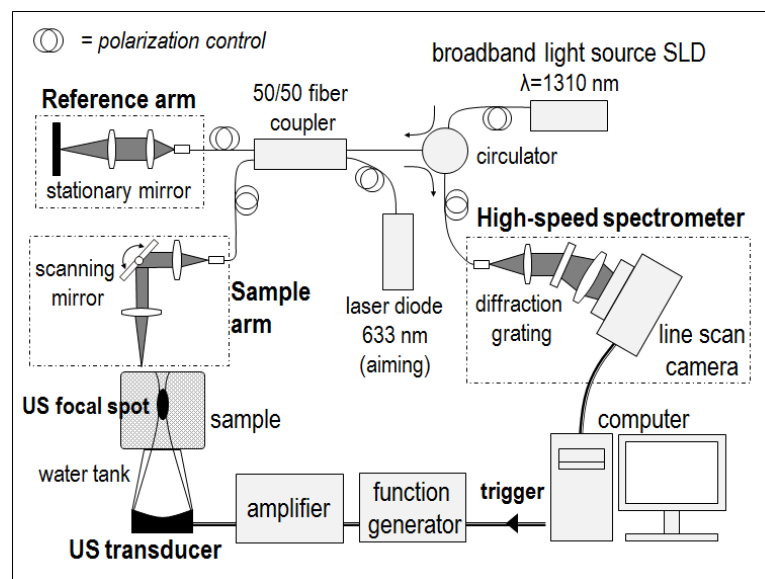 = polarization control
broadband light source SLD
λ=1310 nm
Reference arm
50/50 fiber
coupler
circulator
stationary mirror
High-speed spectrometer
scanning
mirror
Sample
arm
laser diode
633 nm
(aiming)
diffraction
grating
line scan
camera
US focal spot
sample
computer
water tank
amplifier
function
generator
trigger
US transducer